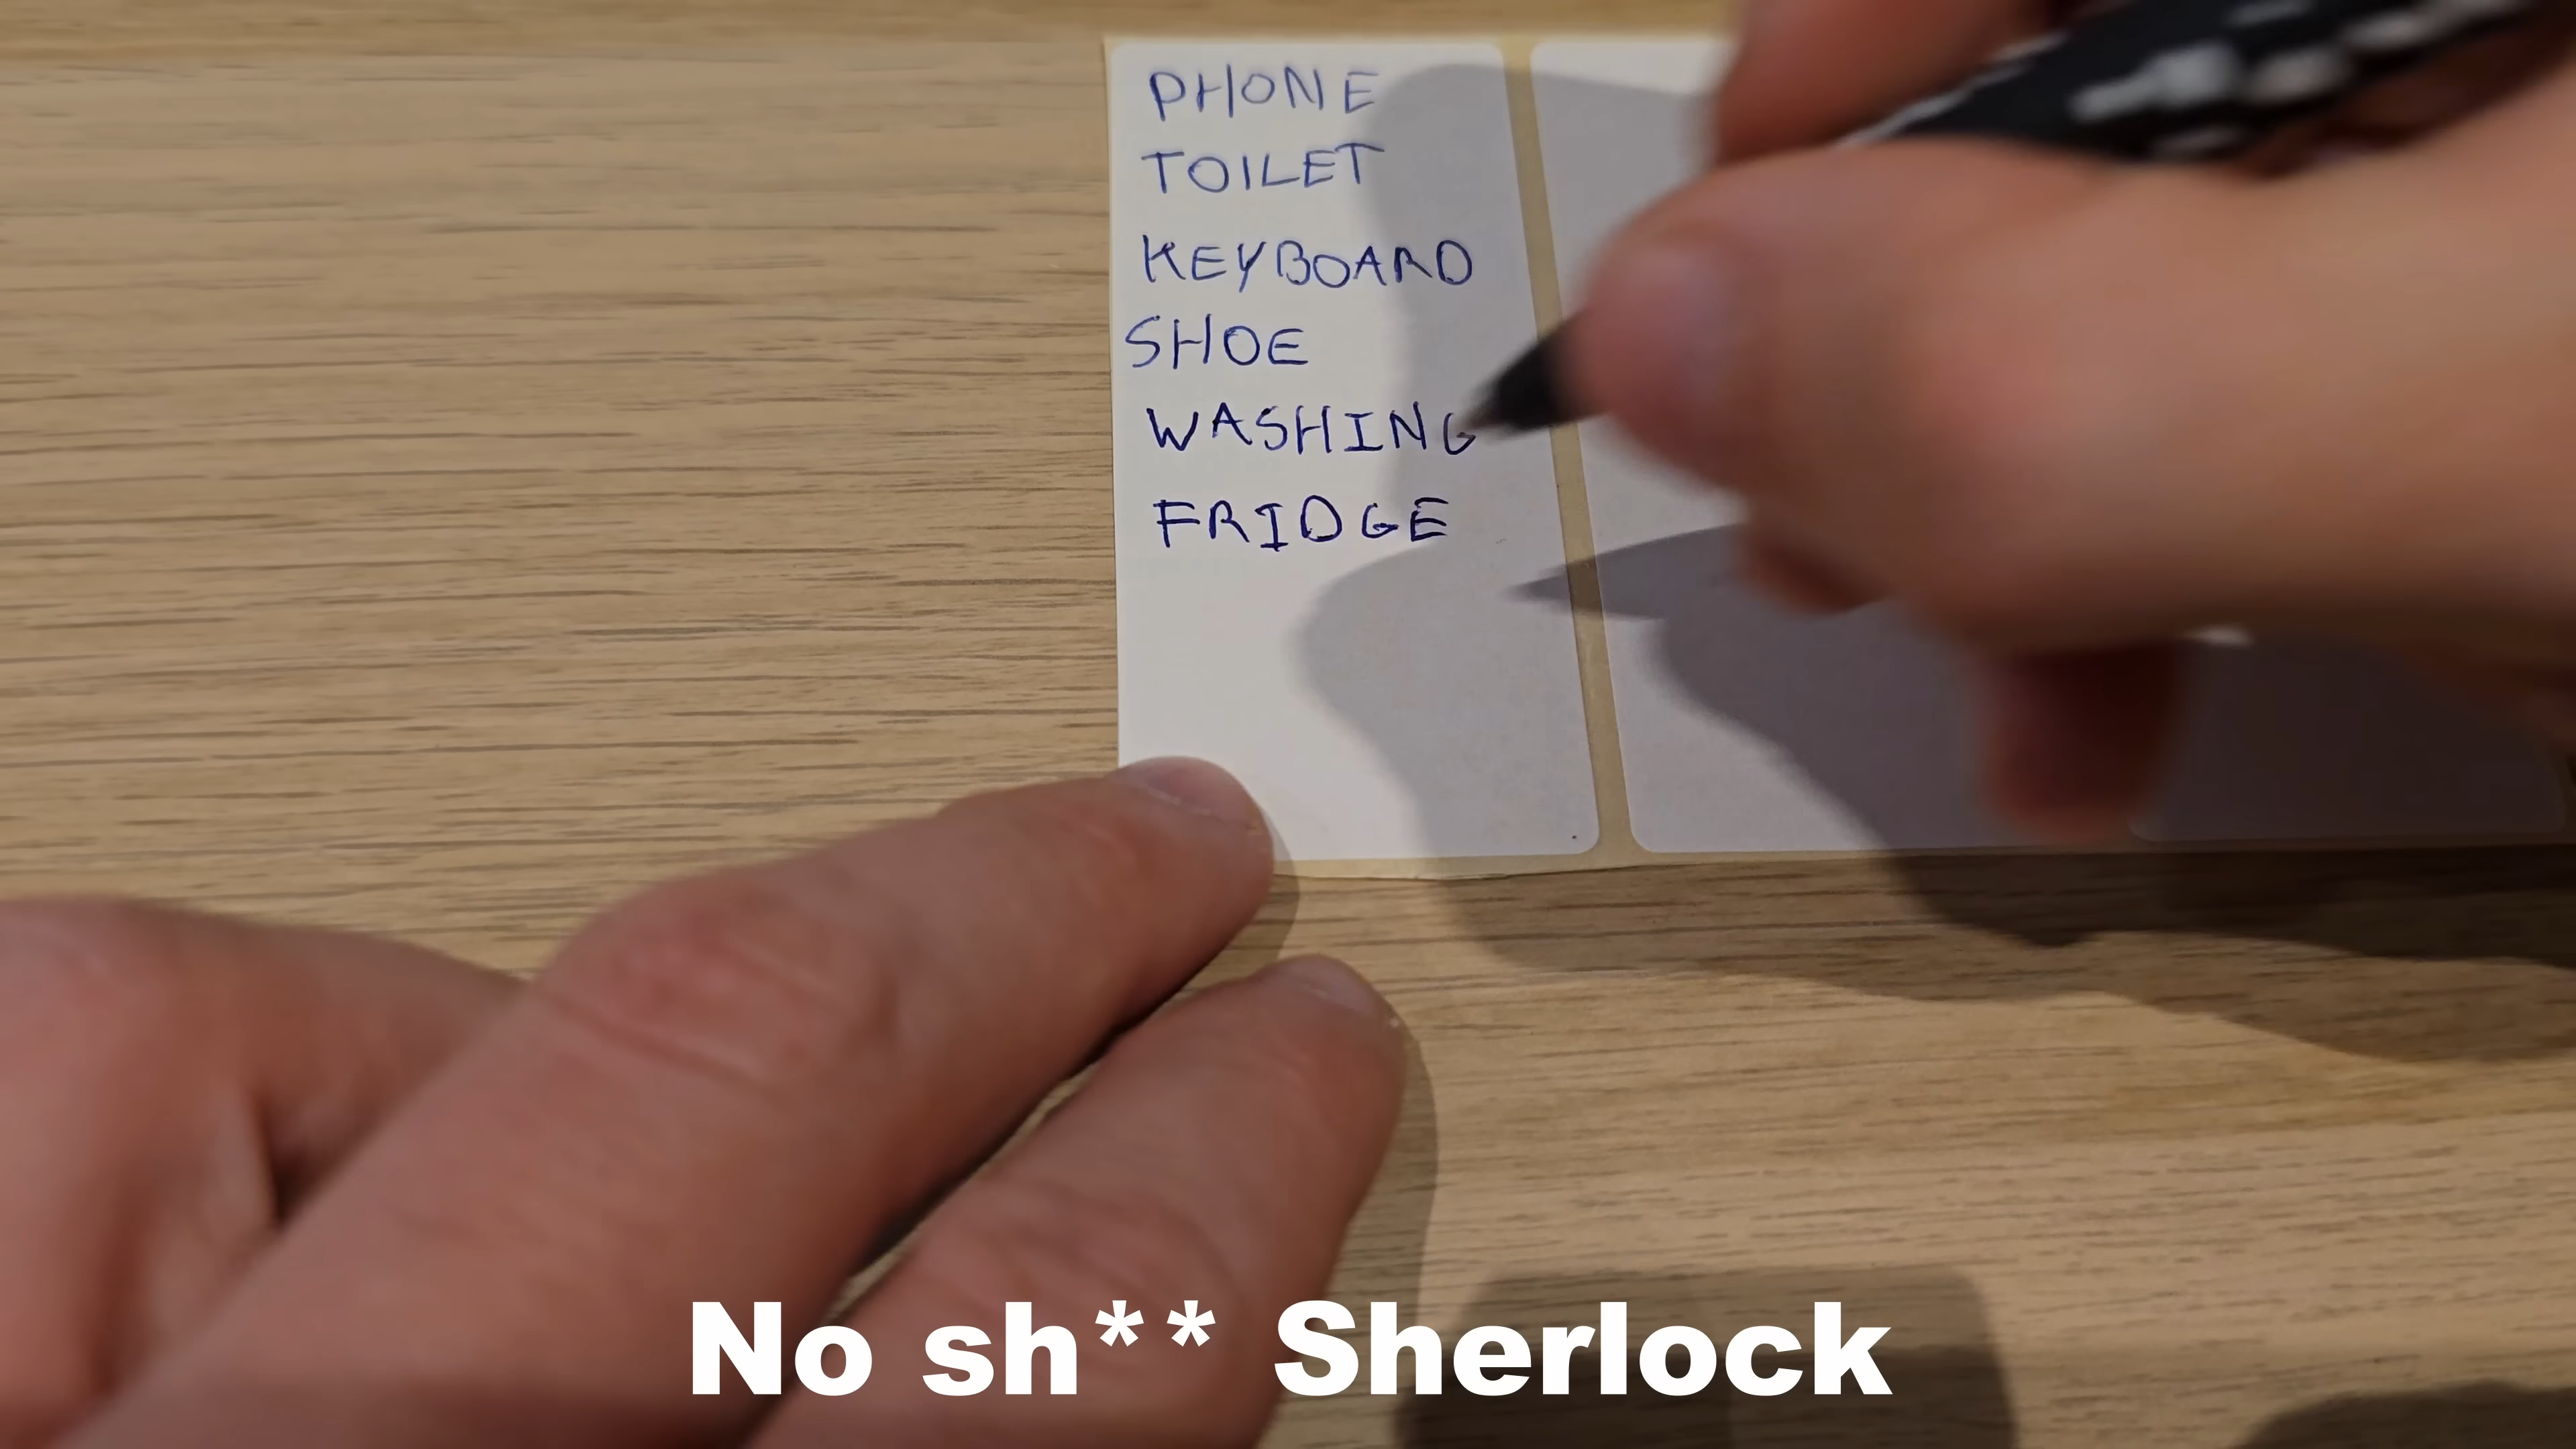 PHONE
TOILET
KEYBOARD
SHOE
WASHING
FRIDGE
No sh** Sherlock